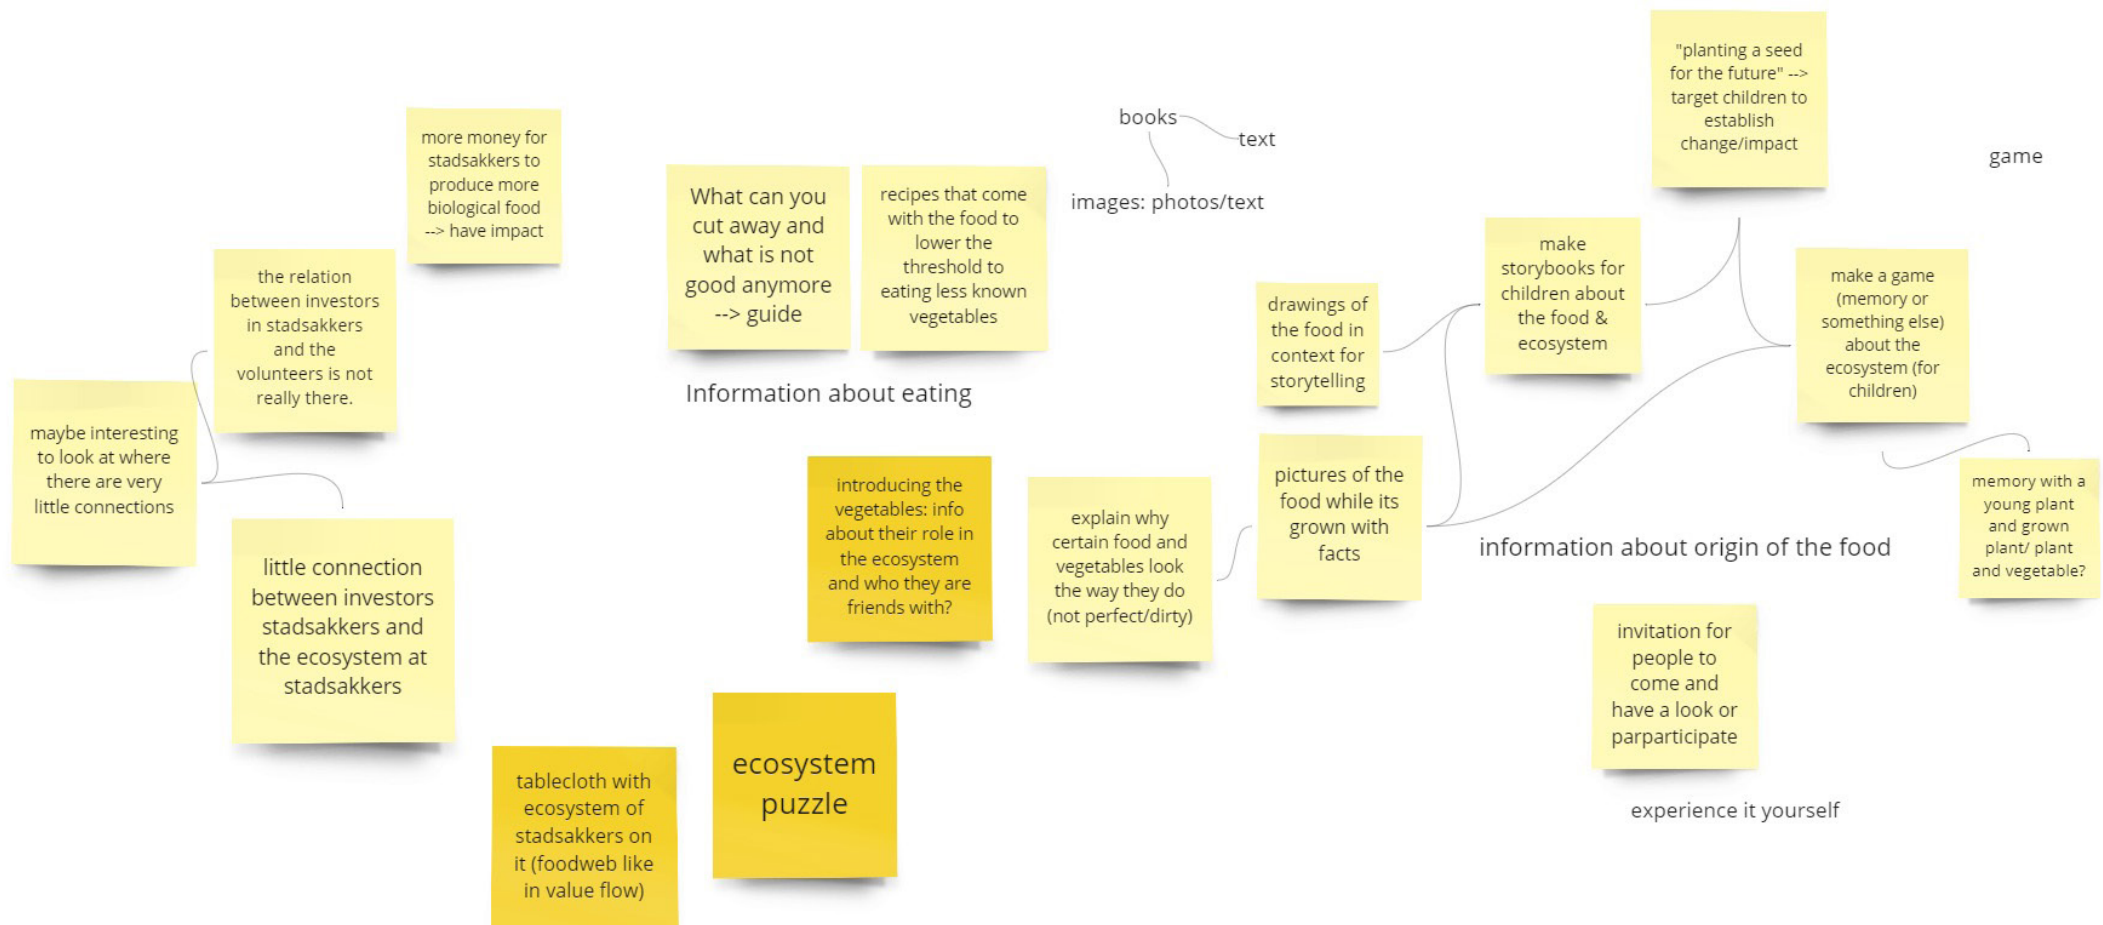 more money for
stadsakkers to
produce more
biological food
--> have impact
the relation
between investors
in stadsakkers
and the
volunteers is not
really there.
maybe interesting
to look at where
there are very
little connections
little connection
between investors
stadsakkers and
the ecosystem at
stadsakkers
What can you
cut away and
what is not
good anymore
--> guide
recipes that come
with the food to
lower the
threshold to
eating less known
vegetables
Information about eating
books
text
images: photos/text
introducing the
vegetables: info
about their role in
the ecosystem
and who they are
friends with?
tablecloth with
ecosystem of
stadsakkers on
it (foodweb like
in value flow)
ecosystem
puzzle
explain why
certain food and
vegetables look
the way they do
(not perfect/dirty)
drawings of
the food in
context for
storytelling
pictures of the
food while its
grown with
facts
make
storybooks for
children about
the food &
ecosystem
"planting a seed
for the future" -->
target children to
establish
change/impact
game
make a game
(memory or
something else)
about the
ecosystem (for
children)
memory with a
young plant
and grown
plant/ plant
and vegetable?
information about origin of the food
invitation for
people to
come and
have a look or
parparticipate
experience it yourself